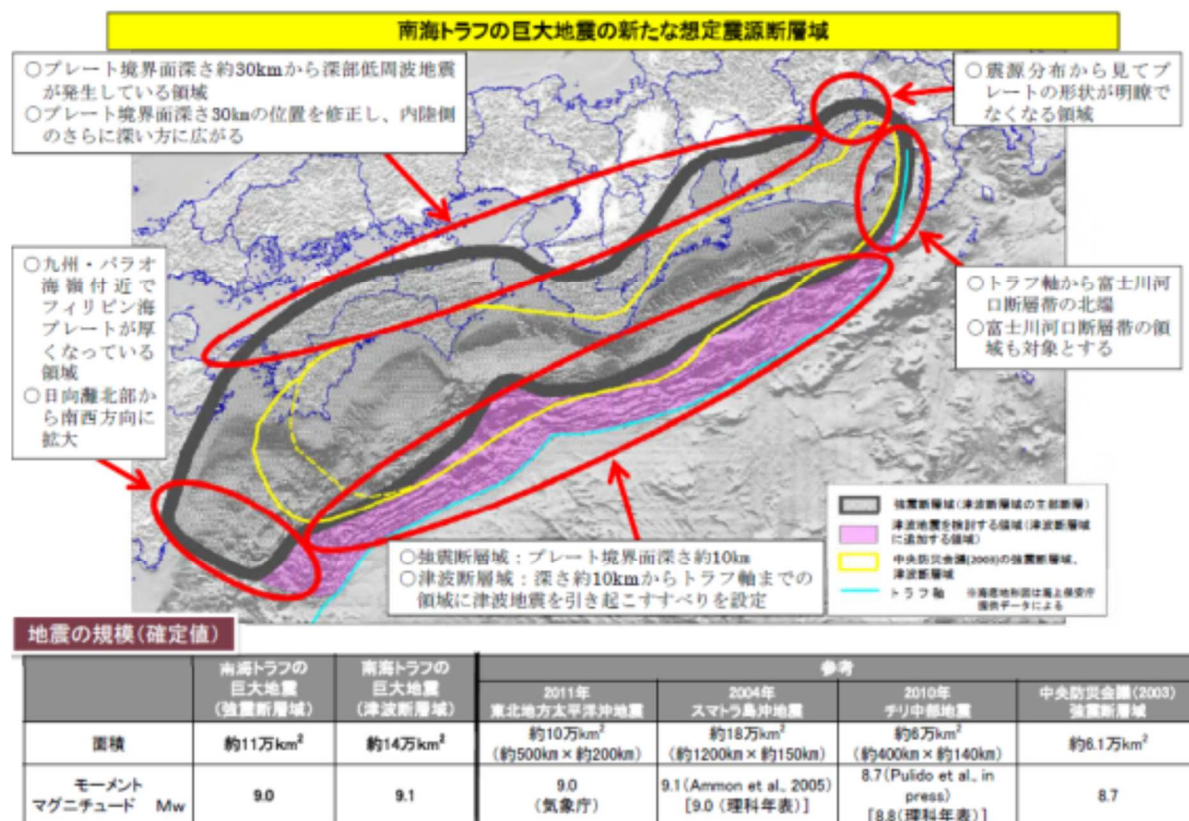 南海トラフの巨大地震の新たな想定震源断層域
○プレート境界面深さ約30kmから深部低周波地震
が発生している領域
○プレート境界面深さ30kmの位置を修正し、内陸側
のさらに深い方に広がる
○震源分布から見てプ
レートの形状が明瞭で
なくなる領域
○九州・パラオ
海嶺付近で
フィリピン海
プレートが厚
くなっている
領域
○日向灘北部か
ら南西方向に
拡大
○トラフ軸から富士川河
口断層帯の北端
○富士川河口断層帯の領
域も対象とする
○強震断層域：プレート境界面深さ約10km
○津波断層域：深さ約10kmからトラフ軸までの
領域に津波地震を引き起こすすべりを設定
強震断層域(津波断層域の主部断層)
津波地震を検討する領域(津波断層域
に追加する領域)
中央防災会議(2003)の強震断層域、
津波断層域
トラフ軸 ※海底地形図は海上保安庁
提供データによる
地震の規模(確定値)
南海トラフの
巨大地震
(強震断層域)
南海トラフの
巨大地震
(津波断層域)
参考
2011年
東北地方太平洋沖地震
2004年
スマトラ島沖地震
2010年
チリ中部地震
中央防災会議(2003)
強震断層域
面積
約11万km²
約14万km²
約10万km²
(約500km×約200km)
約18万km²
(約1200km×約150km)
約6万km²
(約400km×約140km)
約6.1万km²
モーメント
マグニチュード Mw
9.0
9.1
9.0
(気象庁)
9.1(Ammon et al., 2005)
[9.0 (理科年表)]
8.7(Pulido et al., in
press)
[8.8(理科年表)]
8.7